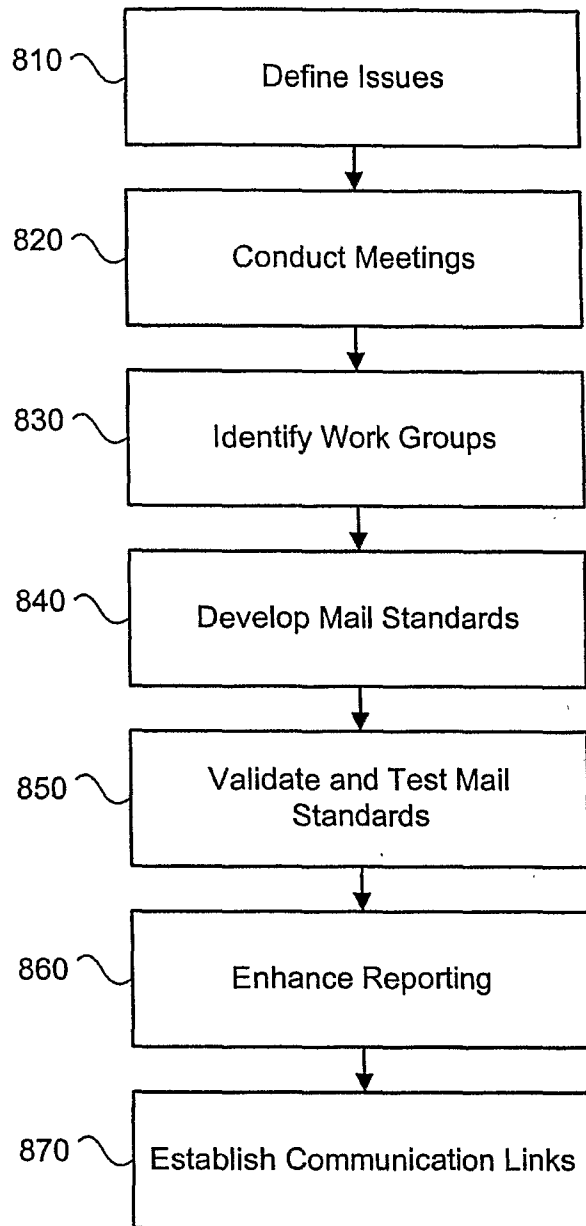 810
Define Issues
820
Conduct Meetings
830
Identify Work Groups
840
Develop Mail Standards
850
Validate and Test Mail
Standards
860
Enhance Reporting
870
Establish Communication Links